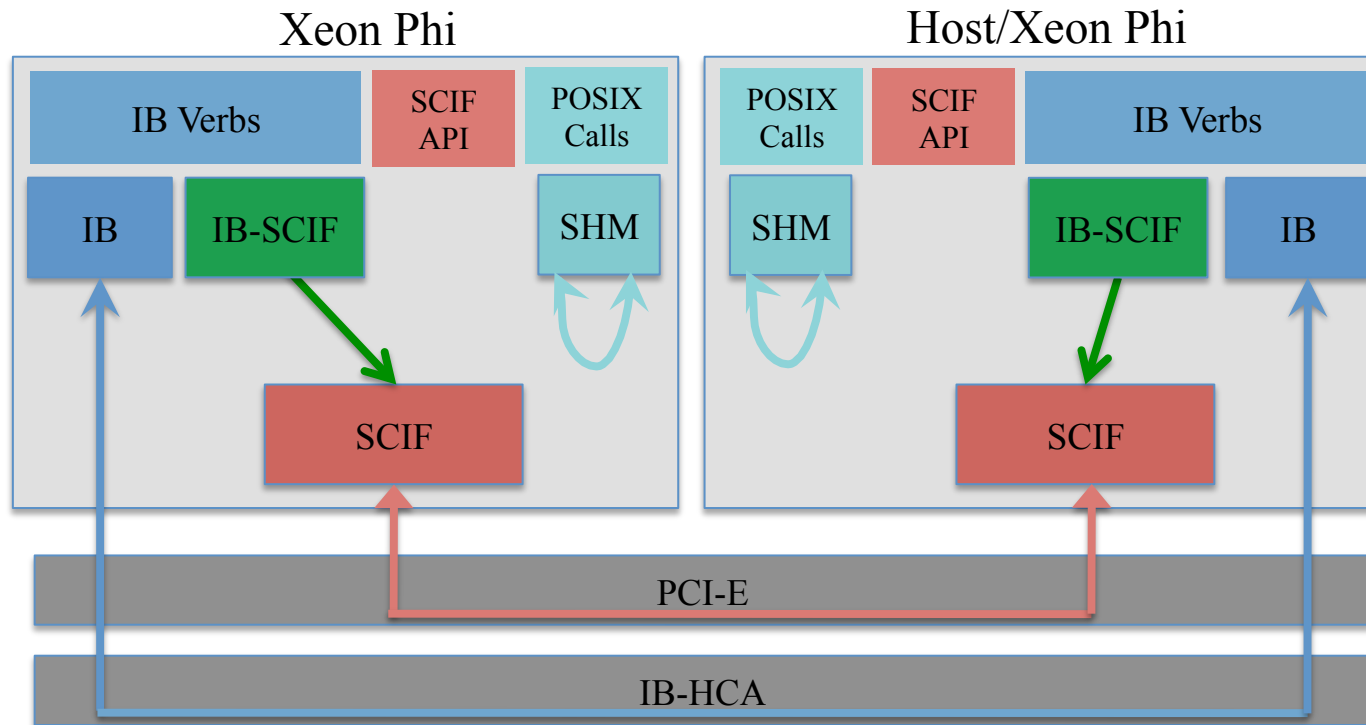 Xeon Phi
Host/Xeon Phi
IB Verbs
SCIF
API
POSIX
Calls
POSIX
Calls
SCIF
API
IB Verbs
IB
IB-SCIF
SHM
SHM
IB-SCIF
IB
SCIF
SCIF
PCI-E
IB-HCA